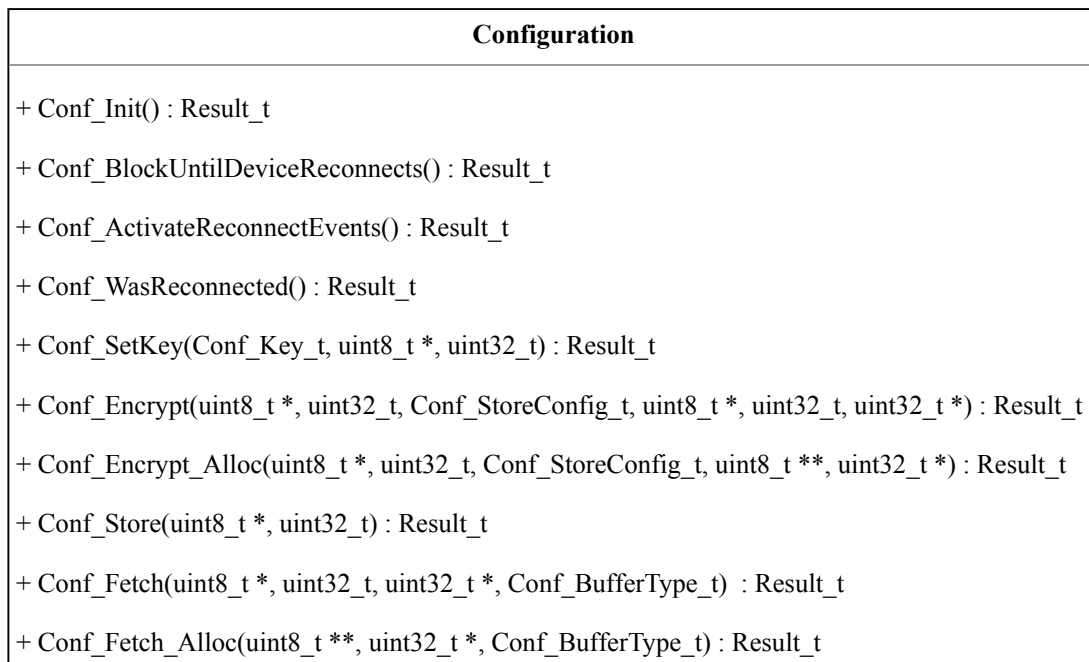 Configuration
+ Conf_Init() : Result_t
+ Conf_BlockUntilDeviceReconnects() : Result_t
+ Conf_ActivateReconnectEvents() : Result_t
+ Conf_WasReconnected() : Result_t
+ Conf_SetKey(Conf_Key_t, uint8_t *, uint32_t) : Result_t
+ Conf_Encrypt(uint8_t *, uint32_t, Conf_StoreConfig_t, uint8_t *, uint32_t, uint32_t *) : Result_t
+ Conf_Encrypt_Alloc(uint8_t *, uint32_t, Conf_StoreConfig_t, uint8_t **, uint32_t *) : Result_t
+ Conf_Store(uint8_t *, uint32_t) : Result_t
+ Conf_Fetch(uint8_t *, uint32_t, uint32_t *, Conf_BufferType_t)  : Result_t
+ Conf_Fetch_Alloc(uint8_t **, uint32_t *, Conf_BufferType_t) : Result_t